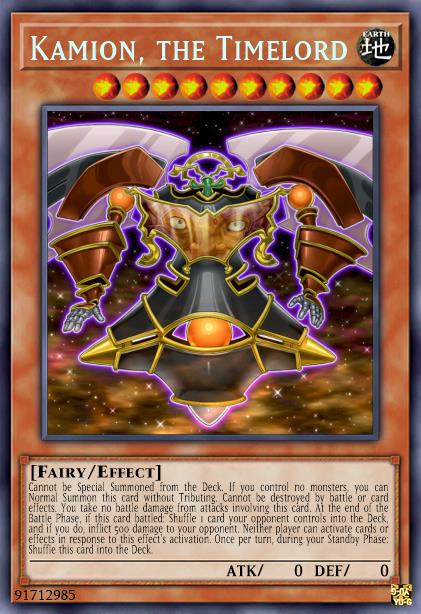 Kamion, the Timelord
EARTH
地
[Fairy/Effect]
Cannot be Special Summoned from the Deck. If you control no monsters, you can
Normal Summon this card without Tributing. Cannot be destroyed by battle or card
effects. You take no battle damage from attacks involving this card. At the end of the
Battle Phase, if this card battled: Shuffle 1 card your opponent controls into the Deck,
and if you do, inflict 500 damage to your opponent. Neither player can activate cards or
effects in response to this effect's activation. Once per turn, during your Standby Phase:
Shuffle this card into the Deck.
ATK/ 0 DEF/ 0
91712985